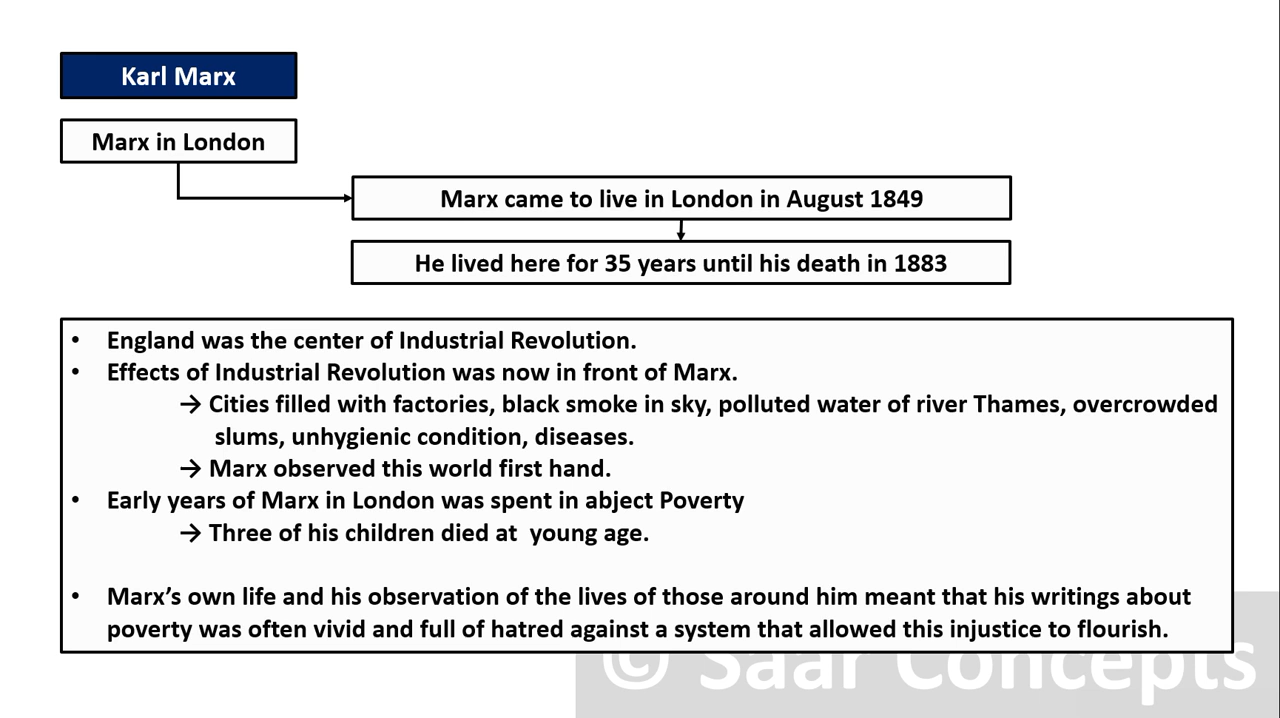 Karl Marx
Marx in London
Marx came to live in London in August 1849
He lived here for 35 years until his death in 1883
• England was the center of Industrial Revolution.
• Effects of Industrial Revolution was now in front of Marx.
→ Cities filled with factories, black smoke in sky, polluted water of river Thames, overcrowded
slums, unhygienic condition, diseases.
→ Marx observed this world first hand.
• Early years of Marx in London was spent in abject Poverty
→ Three of his children died at  young age.
• Marx’s own life and his observation of the lives of those around him meant that his writings about
poverty was often vivid and full of hatred against a system that allowed this injustice to flourish.
© Saar Concepts